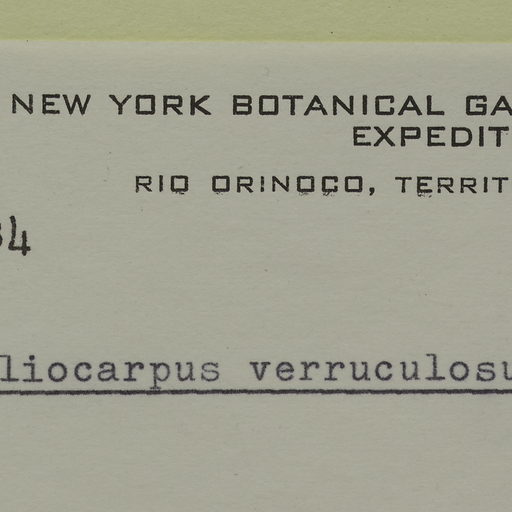 NEW YORK BOTANICAL GA
EXPEDIT
RIO ORINOCO, TERRIT
34
liocarpus verruculosu